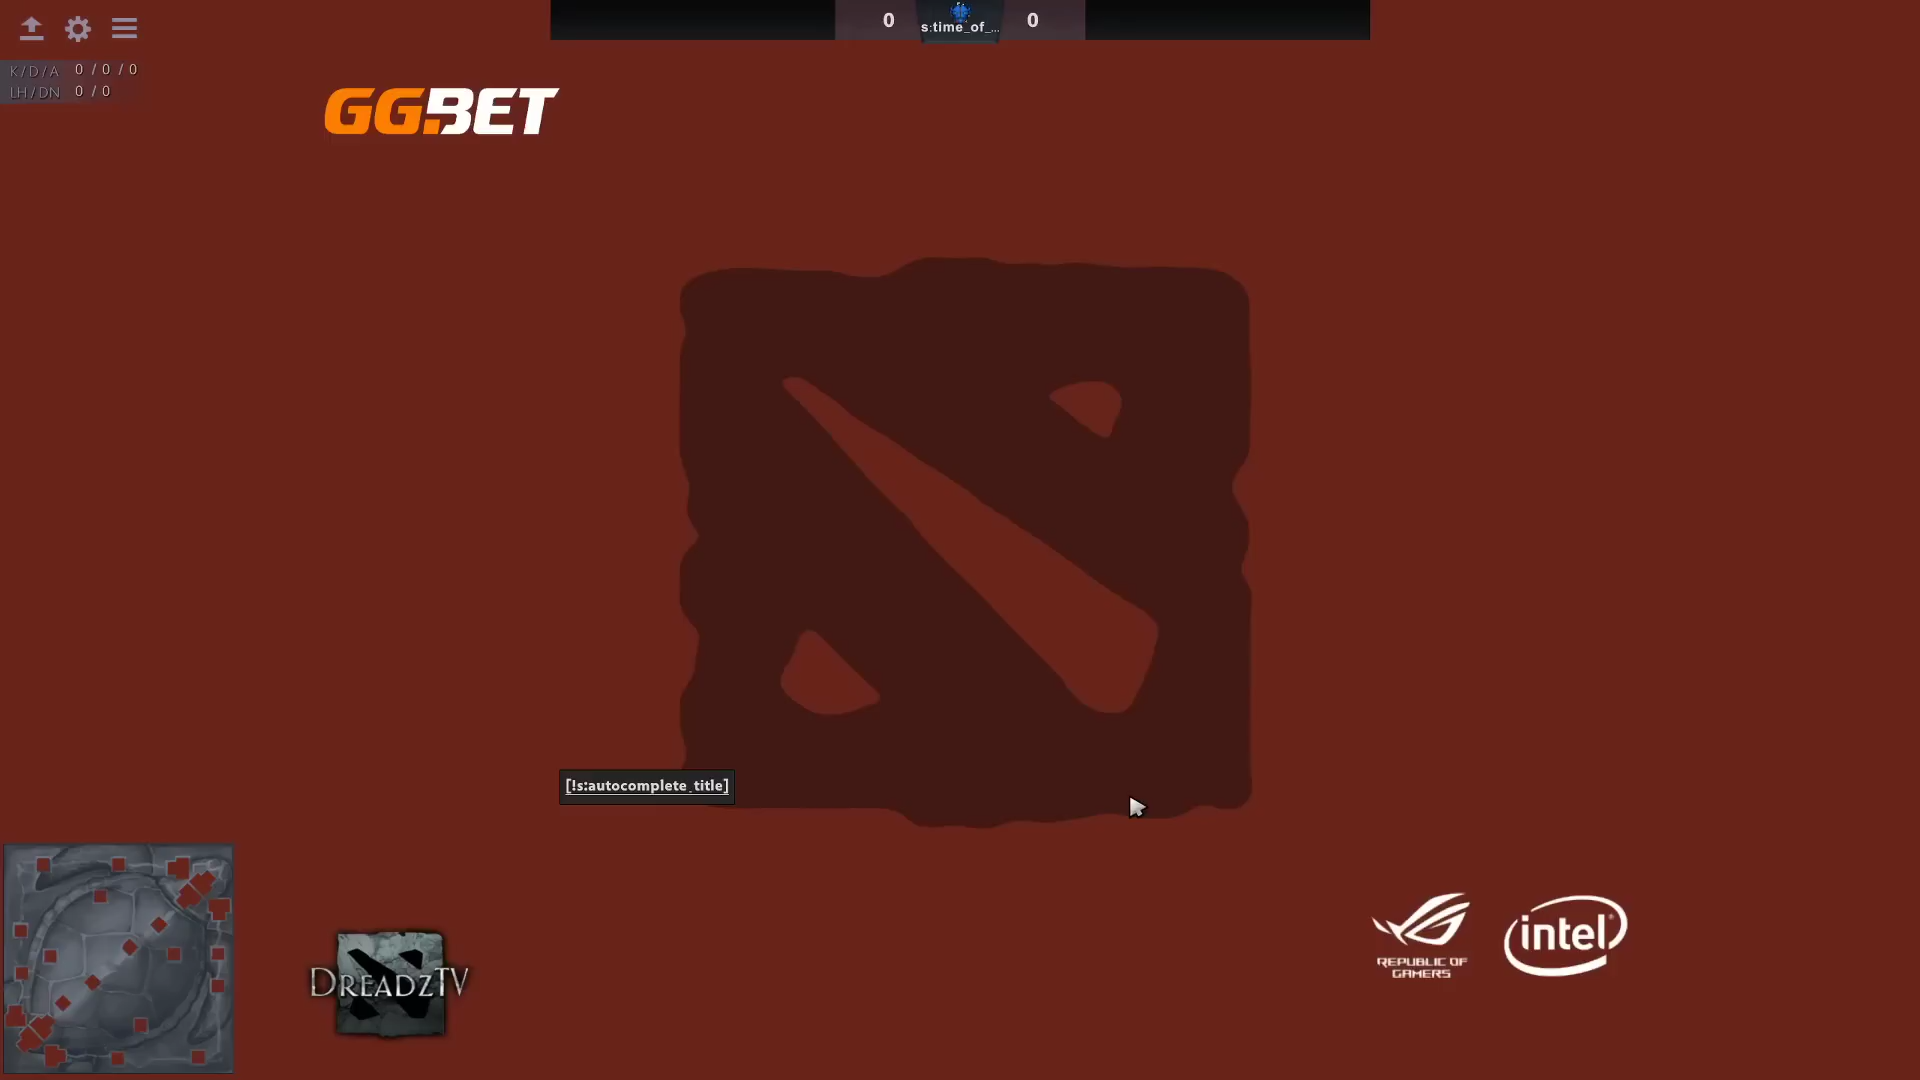 0 s:time_of_... 0
K/D/A 0 / 0 / 0
LH/DN 0 / 0
GG.BET
[!s:autocomplete_title]
DREADZTV
REPUBLIC OF
GAMERS
intel